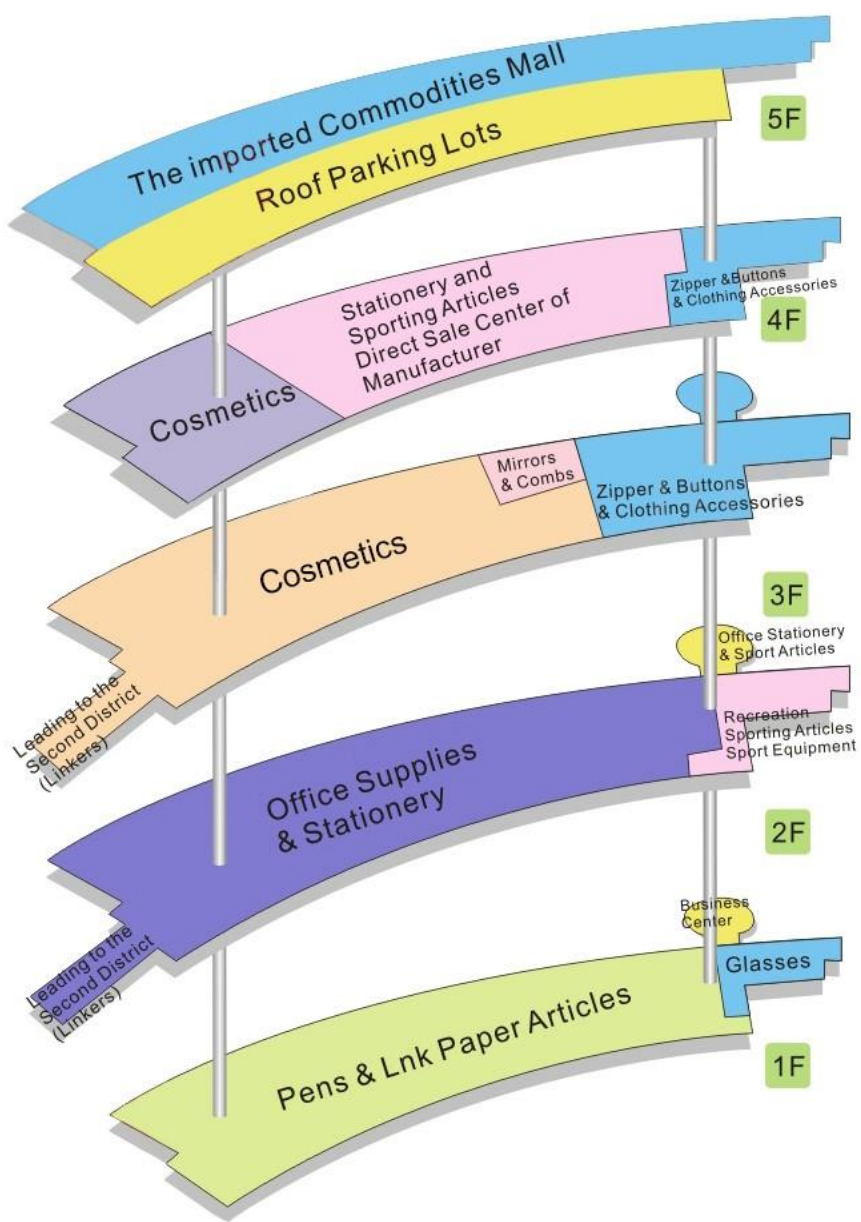 The imported Commodities Mall
Roof Parking Lots
5F
Stationery and
Sporting Articles
Direct Sale Center of
Manufacturer
Zipper &Buttons
& Clothing Accessories
4F
Cosmetics
Mirrors
& Combs
Zipper & Buttons
& Clothing Accessories
Cosmetics
3F
Leading to the
Second District
(Linkers)
Office Stationery
& Sport Articles
Recreation
Sporting Articles
Sport Equipment
Office Supplies
& Stationery
2F
Leading to the
Second District
(Linkers)
Business
Center
Glasses
Pens & Lnk Paper Articles
1F